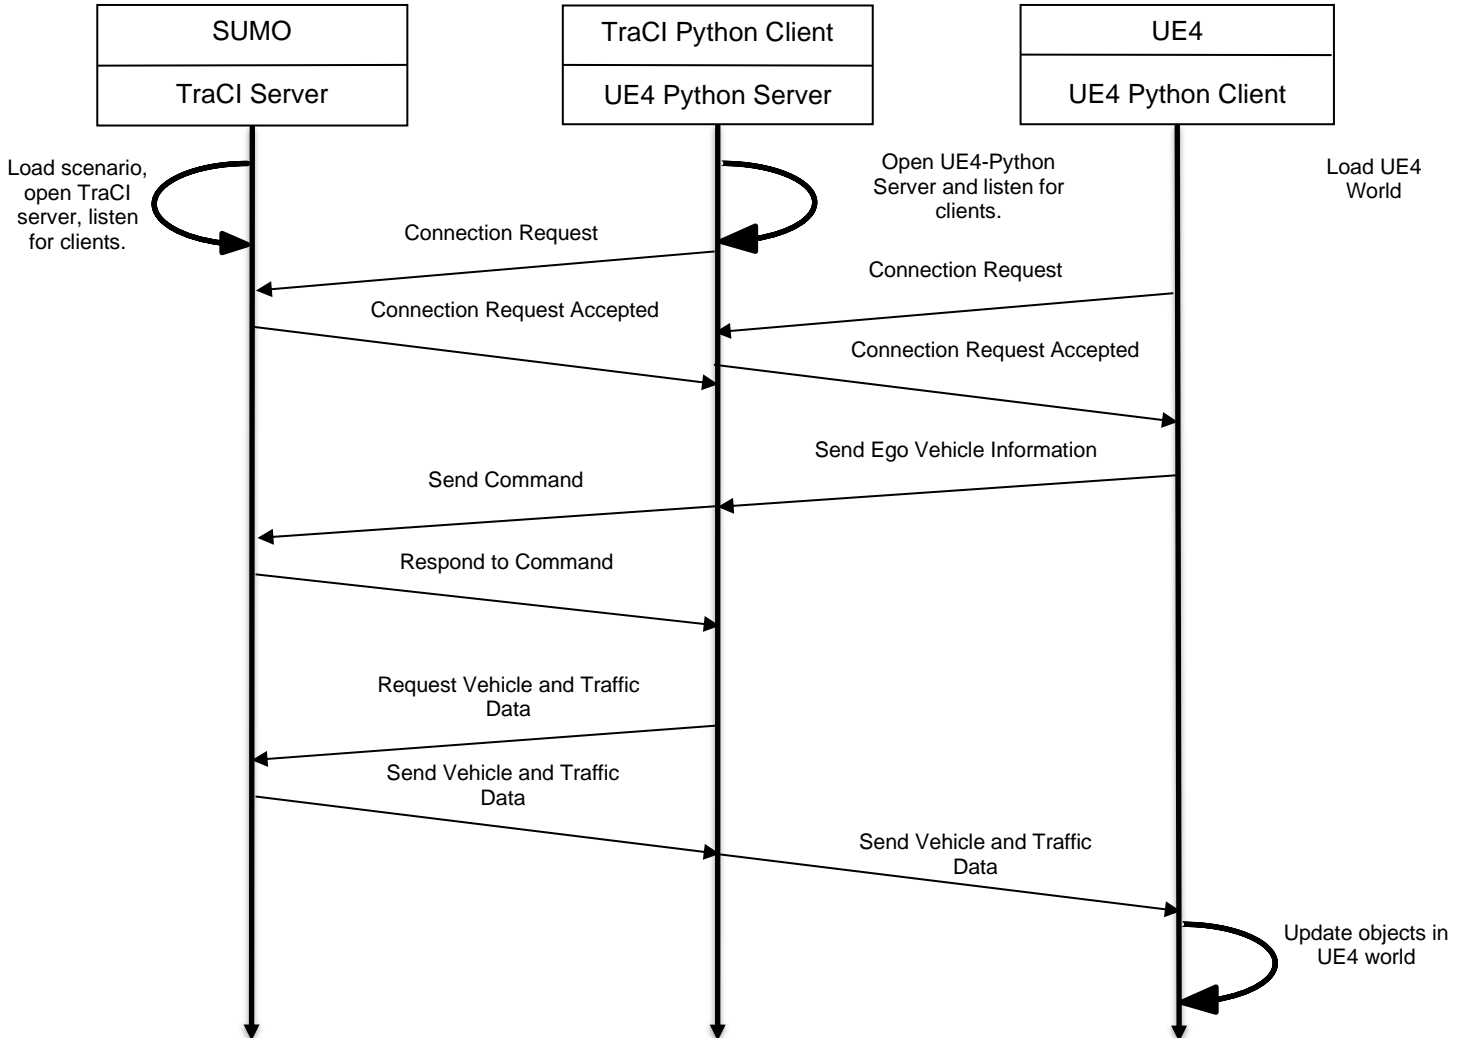 SUMO
TraCI Server
TraCI Python Client
UE4 Python Server
UE4
UE4 Python Client
Load scenario,
open TraCI
server, listen
for clients.
Open UE4-Python
Server and listen for
clients.
Load UE4
World
Connection Request
Connection Request
Connection Request Accepted
Connection Request Accepted
Send Ego Vehicle Information
Send Command
Respond to Command
Request Vehicle and Traffic
Data
Send Vehicle and Traffic
Data
Send Vehicle and Traffic
Data
Update objects in
UE4 world